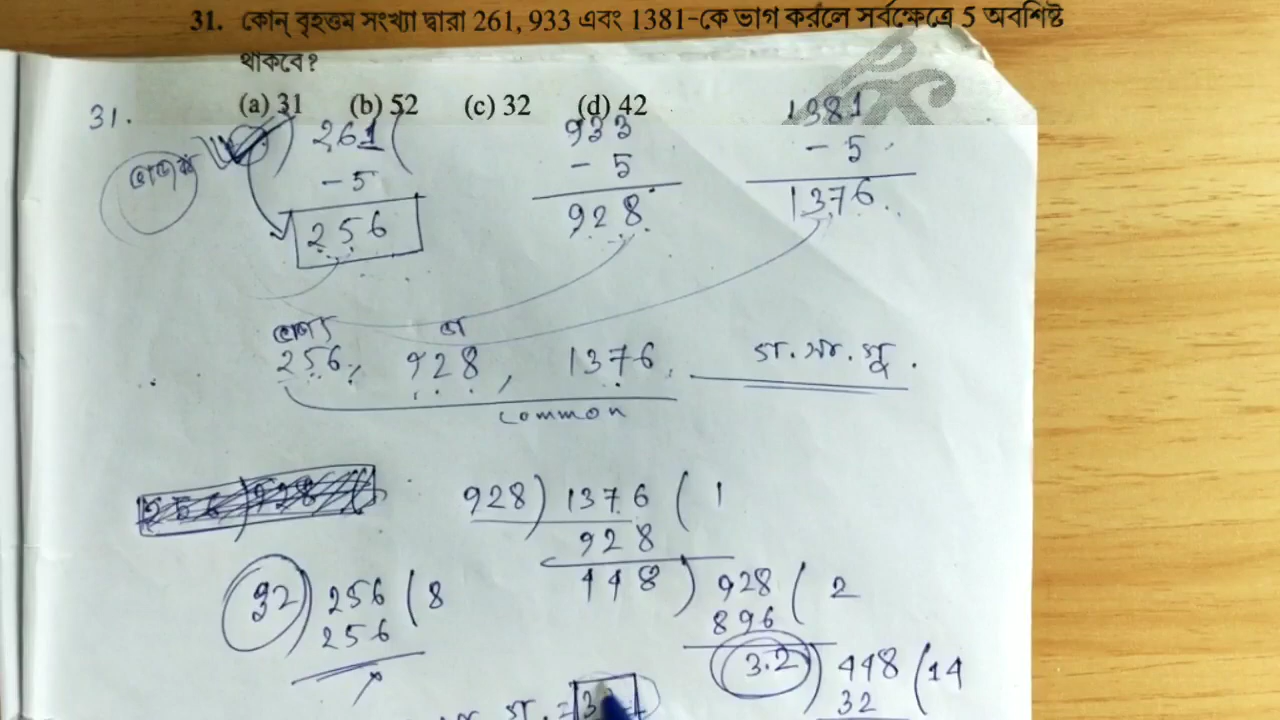 31. কোন্ বৃহত্তম সংখ্যা দ্বারা 261, 933 এবং 1381-কে ভাগ করলে সর্বক্ষেত্রে 5 অবশিষ্ট
থাকবে?
(a) 31 (b) 52 (c) 32 (d) 42
31.
) 261 ( 933 1381
- 5 - 5 - 5
256 928 1376
256, 928, 1376. গ.সা.গু.
common
928) 1376 ( 1
928
448) 928 ( 2
896
32) 256 ( 8
256
3.2) 448 ( 14
32